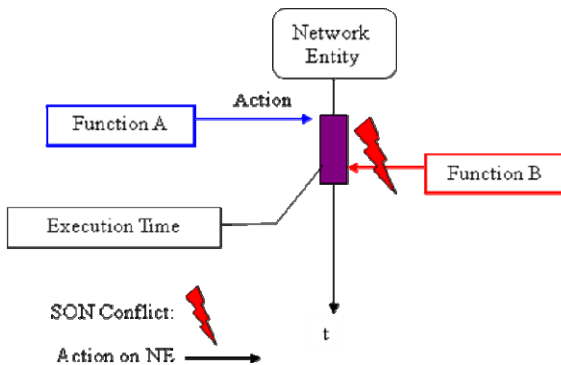 Network
Entity
Action
Function A
Function B
Execution Time
SON Conflict:
t
Action on NE